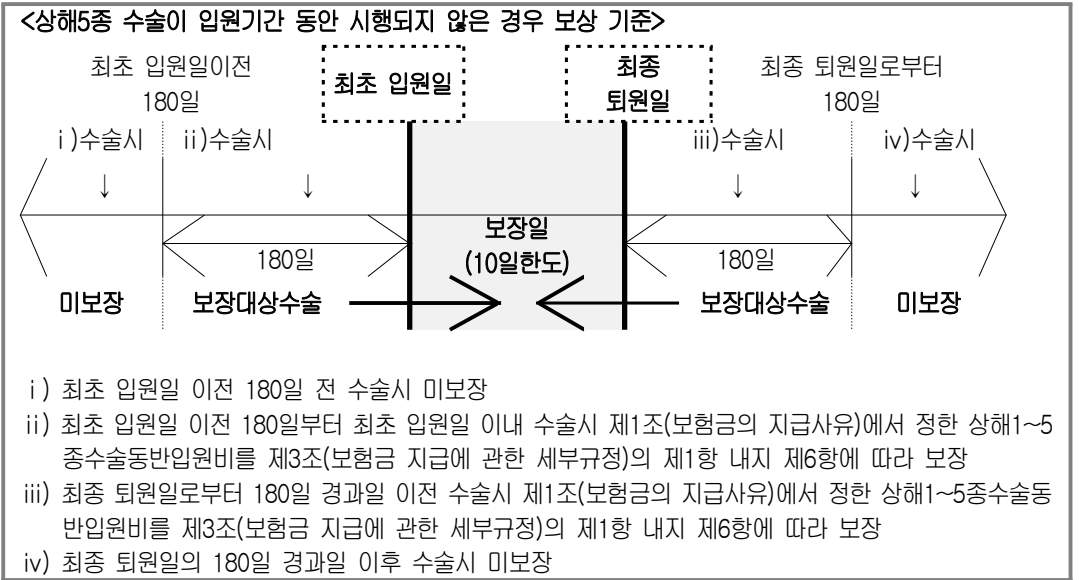 <상해5종 수술이 입원기간 동안 시행되지 않은 경우 보상 기준>
최초 입원일이전
180일
최초 입원일
최종
퇴원일
최종 퇴원일로부터
180일
ⅰ)수술시
ⅱ)수술시
ⅲ)수술시
ⅳ)수술시
↓
↓
↓
↓
180일
보장일
(10일한도)
180일
미보장
보장대상수술
보장대상수술
미보장
ⅰ) 최초 입원일 이전 180일 전 수술시 미보장
ⅱ) 최초 입원일 이전 180일부터 최초 입원일 이내 수술시 제1조(보험금의 지급사유)에서 정한 상해1~5
종수술동반입원비를 제3조(보험금 지급에 관한 세부규정)의 제1항 내지 제6항에 따라 보장
ⅲ) 최종 퇴원일로부터 180일 경과일 이전 수술시 제1조(보험금의 지급사유)에서 정한 상해1~5종수술동
반입원비를 제3조(보험금 지급에 관한 세부규정)의 제1항 내지 제6항에 따라 보장
ⅳ) 최종 퇴원일의 180일 경과일 이후 수술시 미보장